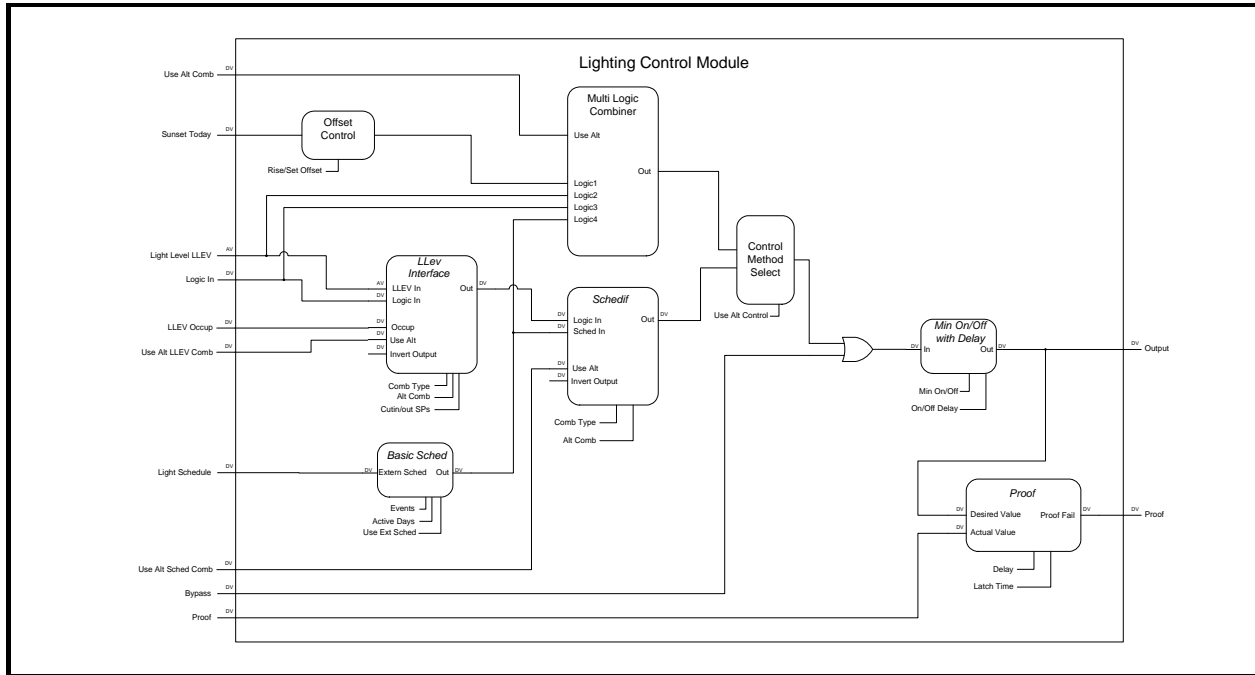 Lighting Control Module
DV
Use Alt Comb
Multi Logic
Combiner
Use Alt
Out
Logic1
Logic2
Logic3
Logic4
DV
Sunset Today
Offset
Control
Rise/Set Offset
AV
Light Level LLEV
DV
Logic In
DV
LLEV Occup
DV
Use Alt LLEV Comb
LLev
Interface
AV
LLEV In
Out
DV
DV
Logic In
DV
Occup
DV
Use Alt
DV
Invert Output
Comb Type
Alt Comb
Cutin/out SPs
Schedif
DV
Logic In
Out
DV
DV
Sched In
DV
Use Alt
DV
Invert Output
Comb Type
Alt Comb
Control
Method
Select
Use Alt Control
Min On/Off
with Delay
DV
In
Out
DV
Min On/Off
On/Off Delay
DV
Output
DV
Light Schedule
Basic Sched
DV
Extern Sched
Out
DV
Events
Active Days
Use Ext Sched
Proof
DV
Desired Value
Proof Fail
DV
DV
Actual Value
Delay
Latch Time
DV
Proof
DV
Use Alt Sched Comb
DV
Bypass
DV
Proof